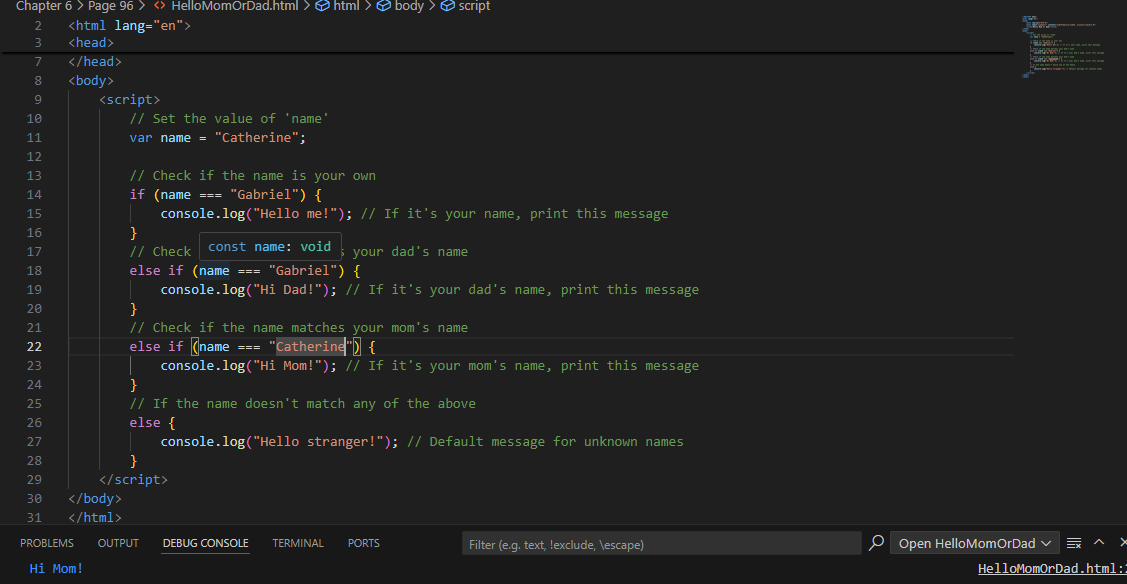 Chapter 6 > Page 96 > <> HelloMomOrDad.html > html > body > script
2 <html lang="en">
3 <head>
7 </head>
8 <body>
9 <script>
10 // Set the value of 'name'
11 var name = "Catherine";
12
13 // Check if the name is your own
14 if (name === "Gabriel") {
15 console.log("Hello me!"); // If it's your name, print this message
16 }
const name: void
17 // Check s your dad's name
18 else if (name === "Gabriel") {
19 console.log("Hi Dad!"); // If it's your dad's name, print this message
20 }
21 // Check if the name matches your mom's name
22 else if (name === "Catherine") {
23 console.log("Hi Mom!"); // If it's your mom's name, print this message
24 }
25 // If the name doesn't match any of the above
26 else {
27 console.log("Hello stranger!"); // Default message for unknown names
28 }
29 </script>
30 </body>
31 </html>
PROBLEMS OUTPUT DEBUG CONSOLE TERMINAL PORTS Filter (e.g. text, !exclude, \escape) Open HelloMomOrDad
Hi Mom! HelloMomOrDad.html: